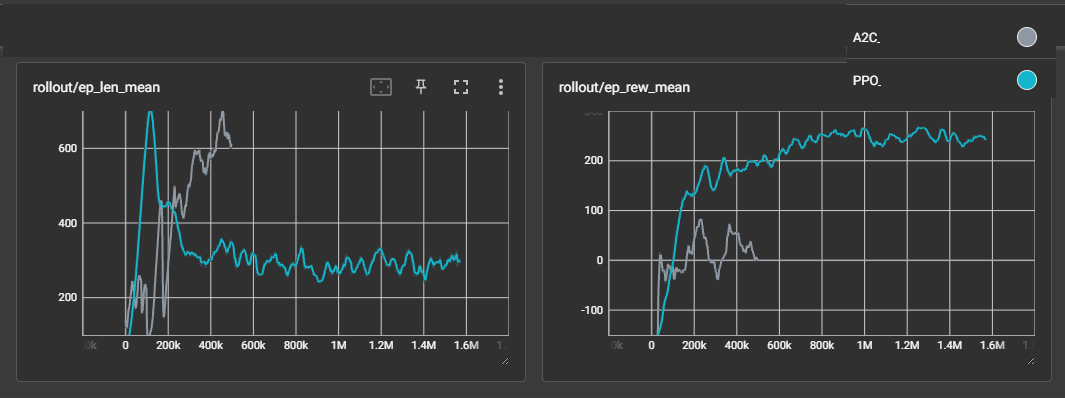 A2C_
PPO_
rollout/ep_len_mean
600
400
200
0k 0 200k 400k 600k 800k 1M 1.2M 1.4M 1.6M 1.
rollout/ep_rew_mean
200
100
0
-100
0k 0 200k 400k 600k 800k 1M 1.2M 1.4M 1.6M 1.8